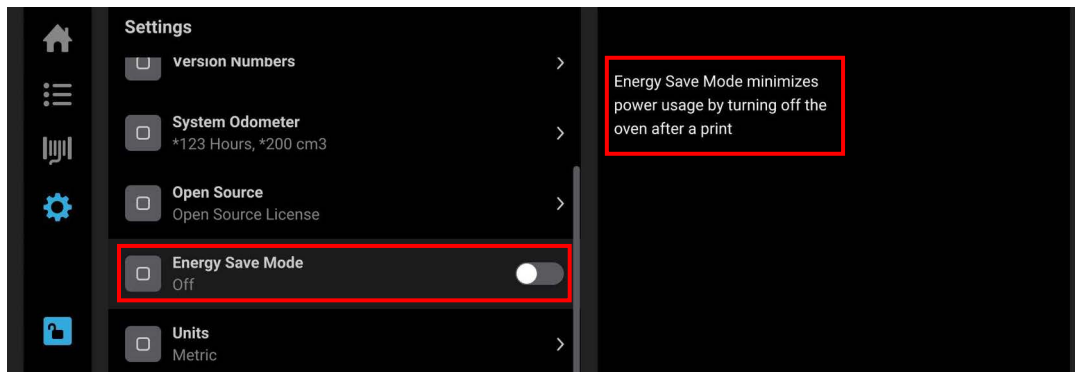 Settings
Version Numbers
System Odometer
*123 Hours, *200 cm3
Open Source
Open Source License
Energy Save Mode
Off
Units
Metric
Energy Save Mode minimizes
power usage by turning off the
oven after a print